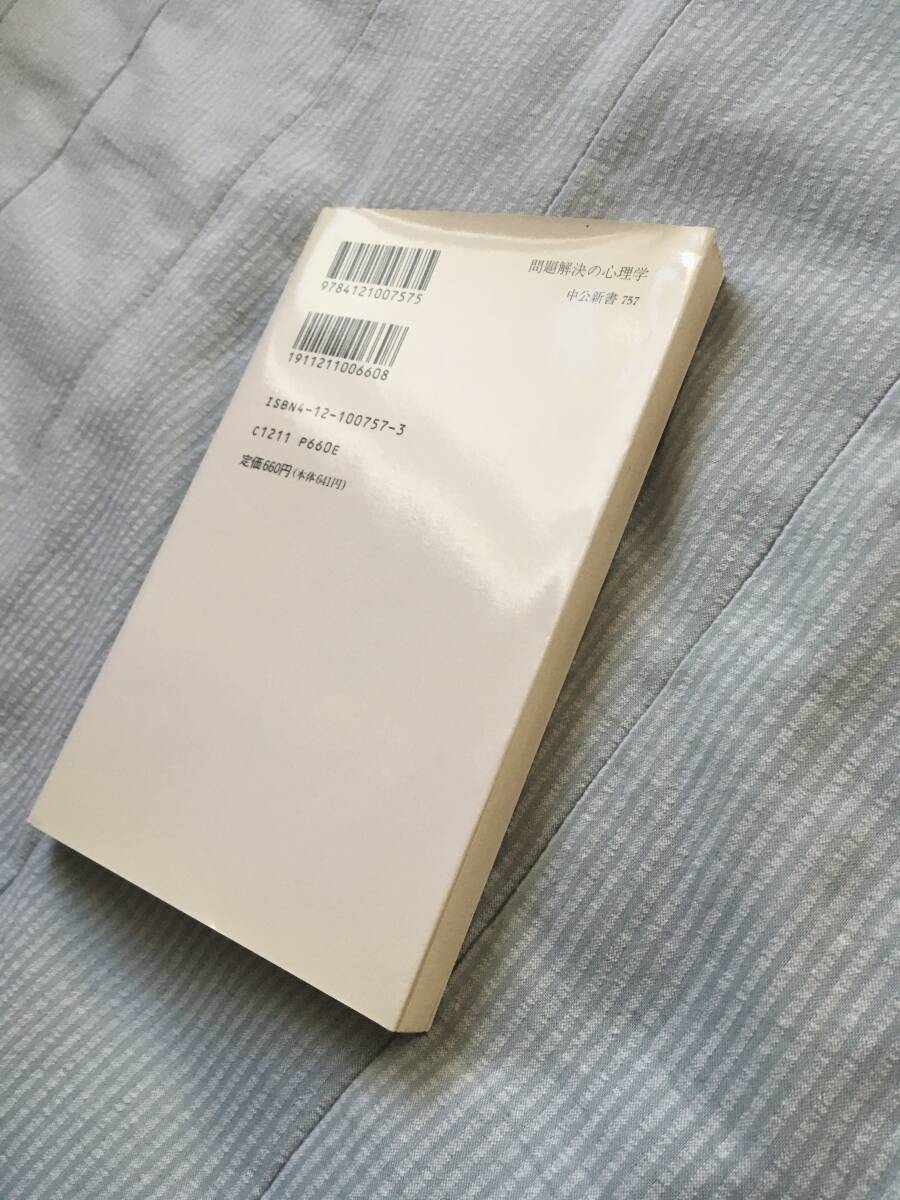 9784121007575
1911211006608
ISBN4-12-100757-3
C1211 P660E
定価660円(本体641円)
問題解決の心理学
中公新書 757